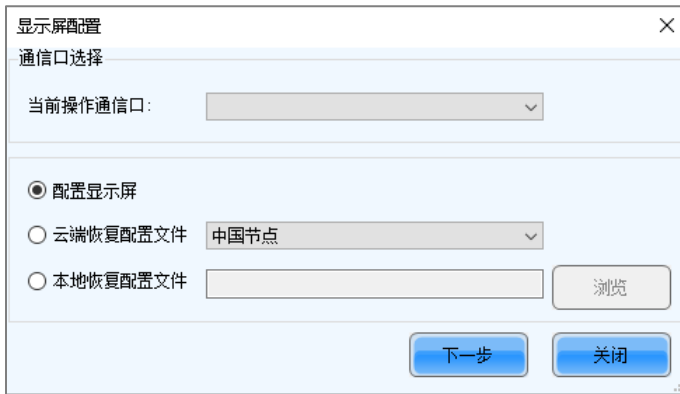 显示屏配置
通信口选择
当前操作通信口:
配置显示屏
云端恢复配置文件 中国节点
本地恢复配置文件 浏览
下一步 关闭